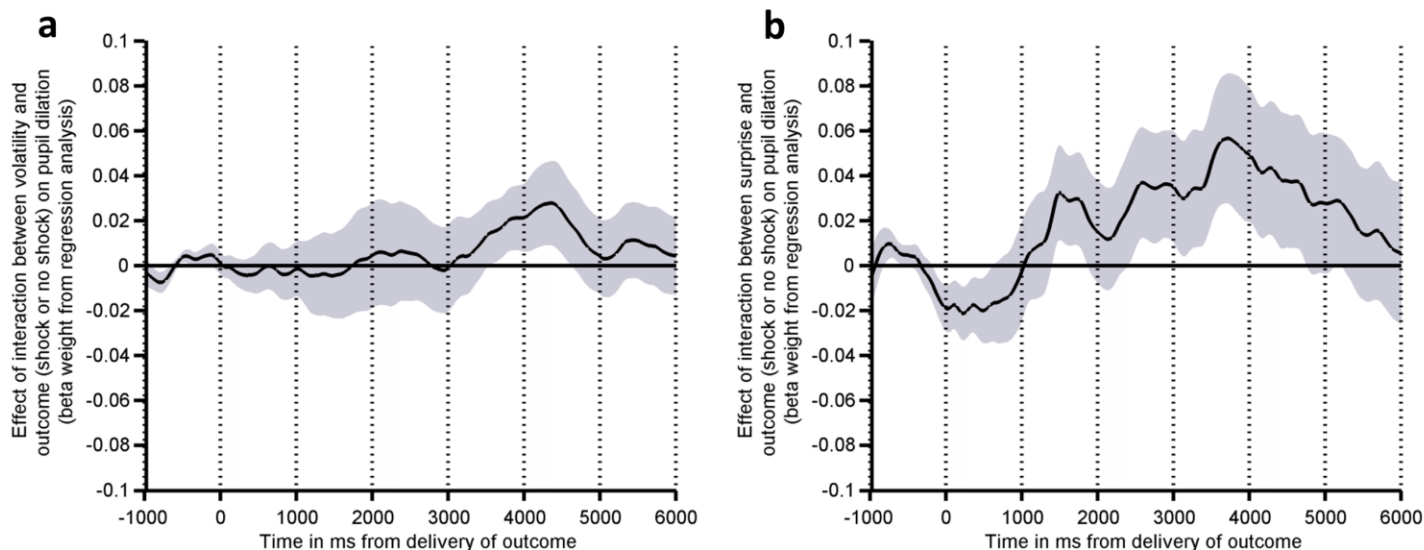 a
Effect of interaction between volatility and
outcome (shock or no shock) on pupil dilation
(beta weight from regression analysis)
0.1
0.08
0.06
0.04
0.02
0
-0.02
-0.04
-0.06
-0.08
-0.1
-1000 0 1000 2000 3000 4000 5000 6000
Time in ms from delivery of outcome
b
Effect of interaction between surprise and
outcome (shock or no shock) on pupil dilation
(beta weight from regression analysis)
0.1
0.08
0.06
0.04
0.02
0
-0.02
-0.04
-0.06
-0.08
-0.1
-1000 0 1000 2000 3000 4000 5000 6000
Time in ms from delivery of outcome